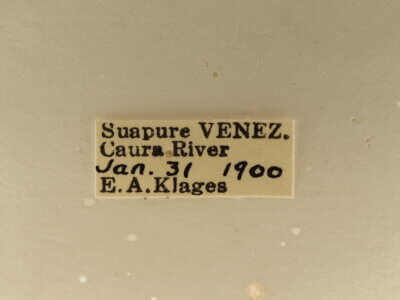 Suapure VENEZ.
Caura River
Jan. 31 1900
E.A.Klages